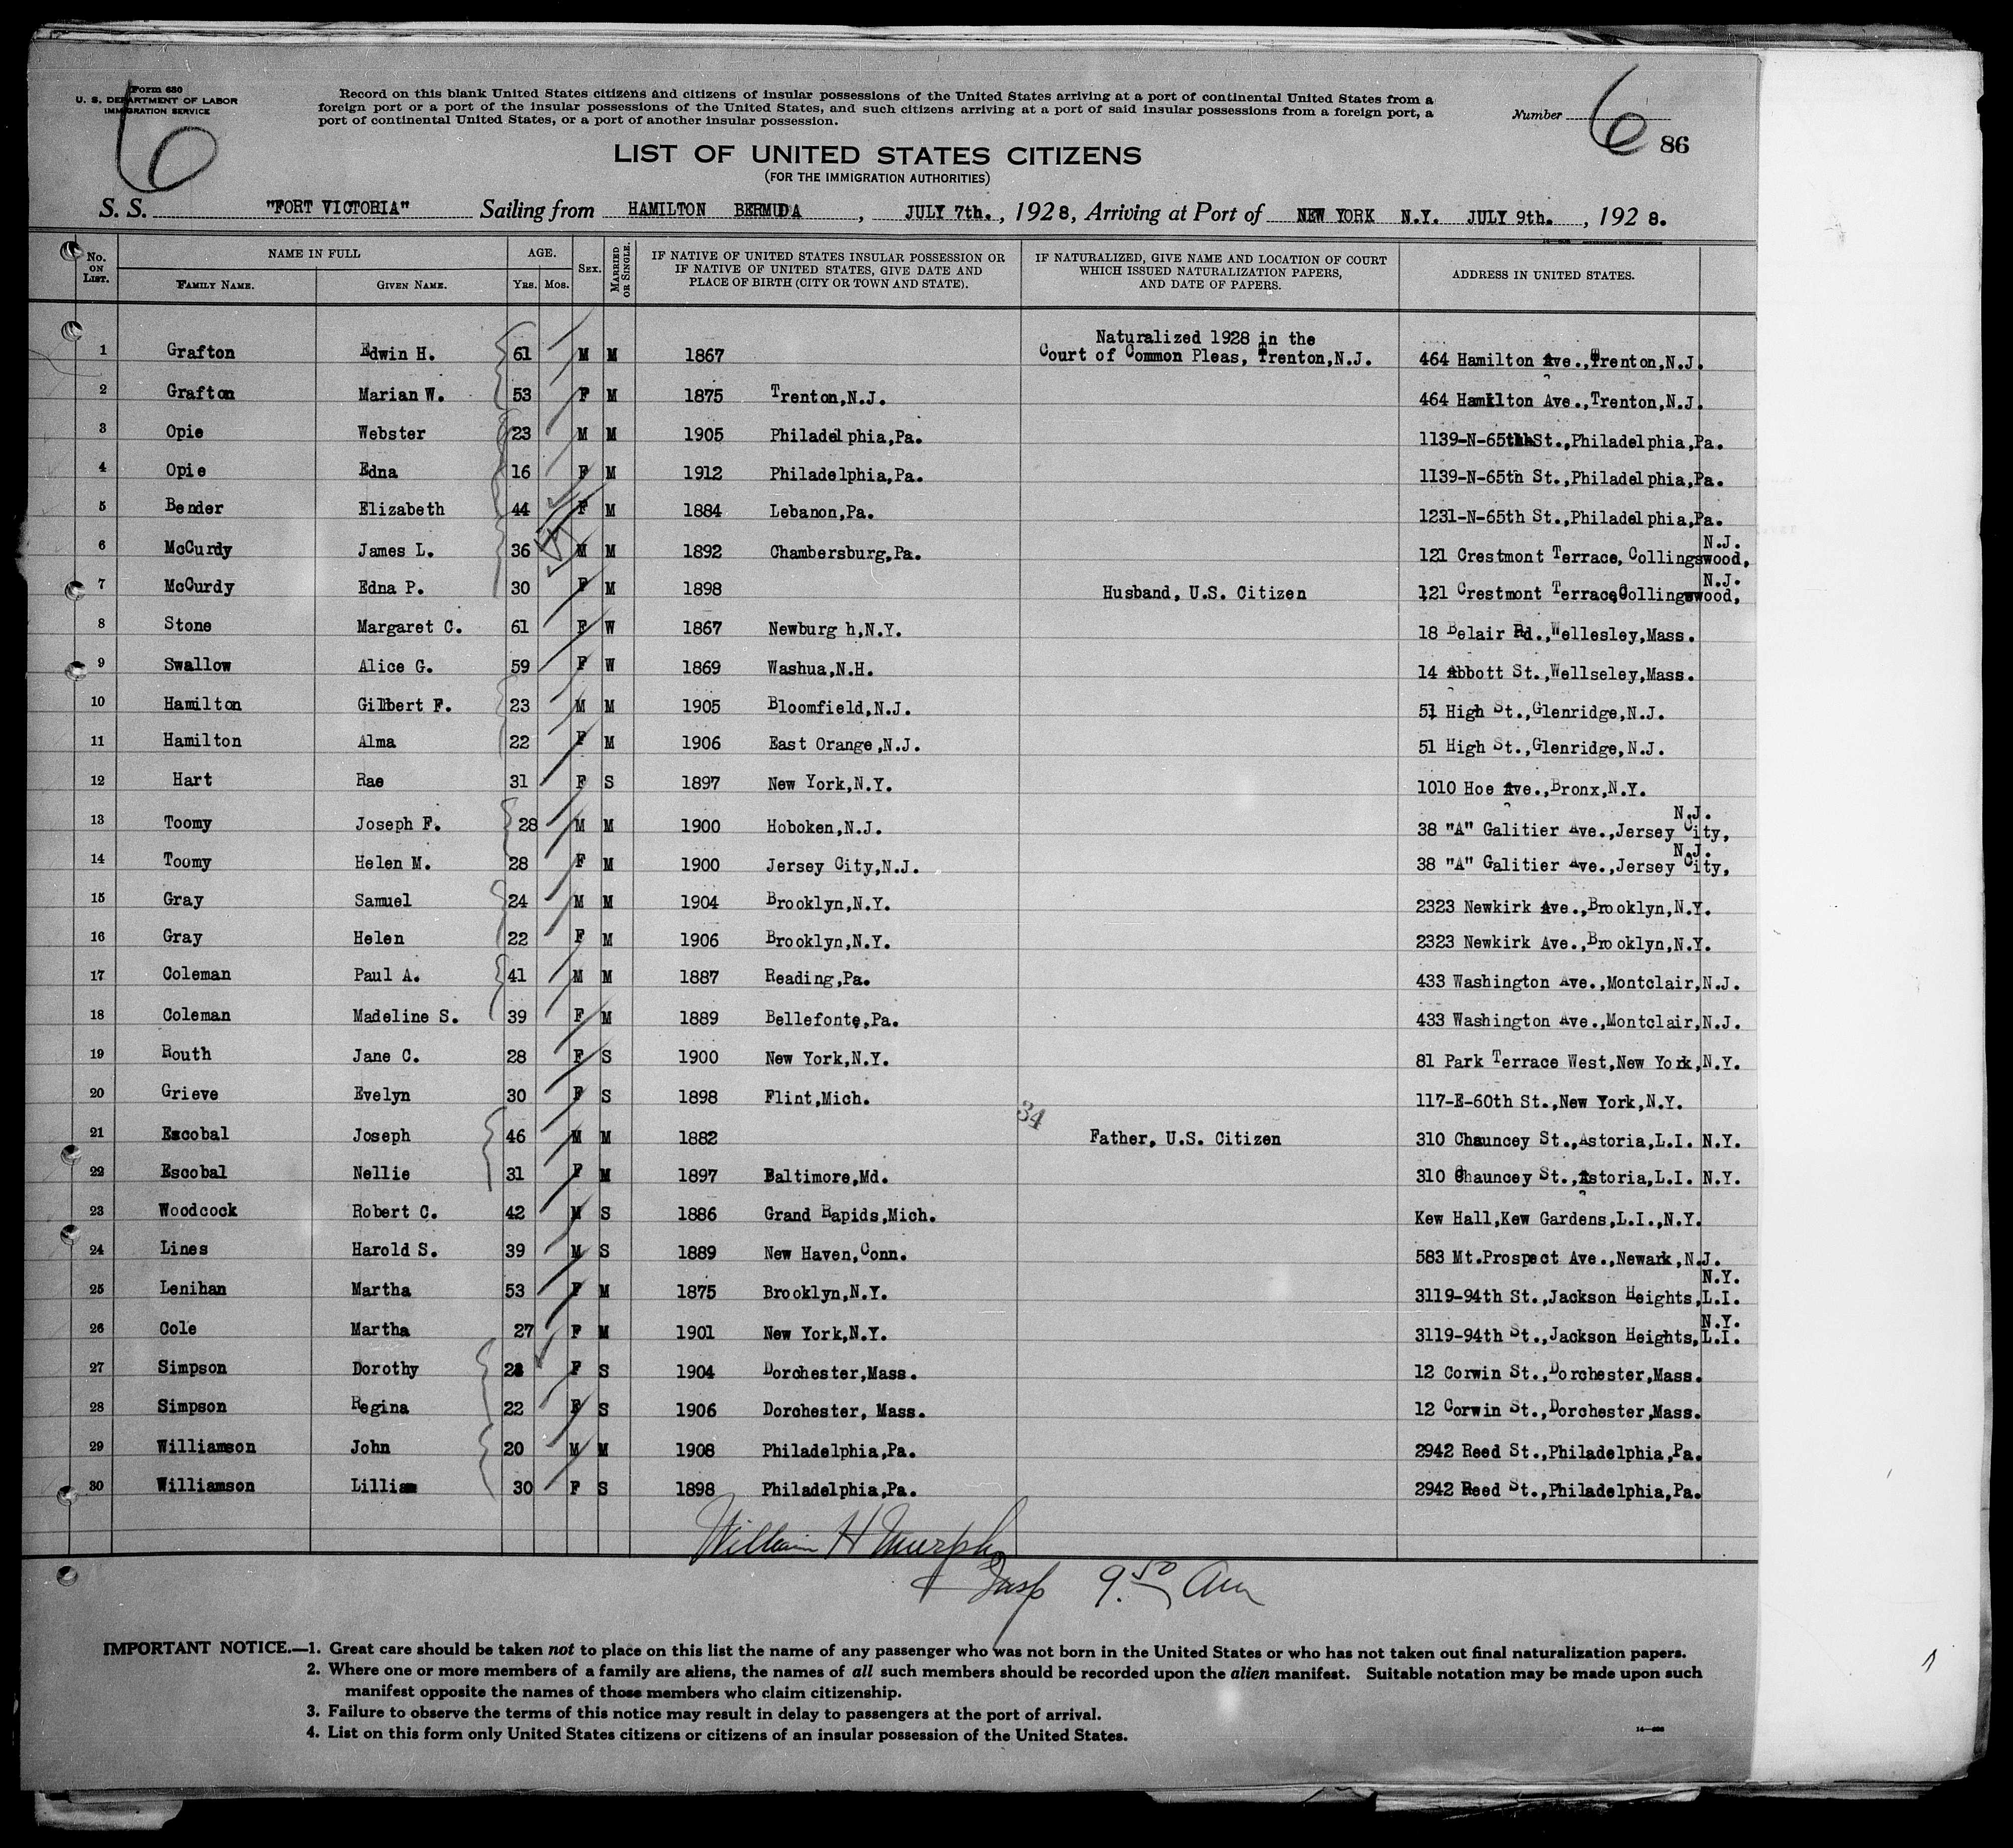 Form 630
U. S. DEPARTMENT OF LABOR
IMMIGRATION SERVICE
6
Record on this blank United States citizens and citizens of insular possessions of the United States arriving at a port of continental United States from a
foreign port or a port of the insular possessions of the United States, and such citizens arriving at a port of said insular possessions from a foreign port, a
port of continental United States, or a port of another insular possession.
Number 6
86
LIST OF UNITED STATES CITIZENS
(FOR THE IMMIGRATION AUTHORITIES)
S. S. "FORT VICTORIA" Sailing from HAMILTON BERMUDA, JULY 7th., 1928, Arriving at Port of NEW YORK N.Y. JULY 9th., 1928.
No. ON LIST. NAME IN FULL FAMILY NAME. GIVEN NAME. AGE. YRS. MOS. SEX. MARRIED OR SINGLE. IF NATIVE OF UNITED STATES INSULAR POSSESSION OR IF NATIVE OF UNITED STATES, GIVE DATE AND PLACE OF BIRTH (CITY OR TOWN AND STATE). IF NATURALIZED, GIVE NAME AND LOCATION OF COURT WHICH ISSUED NATURALIZATION PAPERS, AND DATE OF PAPERS. ADDRESS IN UNITED STATES.
1 Grafton Edwin H. 61 M M 1867 Naturalized 1928 in the Court of Common Pleas, Trenton,N.J. 464 Hamilton Ave.,Trenton,N.J.
2 Grafton Marian W. 53 F M 1875 Trenton,N.J. 464 Hamilton Ave.,Trenton,N.J.
3 Opie Webster 23 M M 1905 Philadelphia,Pa. 1139-N-65th St.,Philadelphia,Pa.
4 Opie Edna 16 F M 1912 Philadelphia,Pa. 1139-N-65th St.,Philadelphia,Pa.
5 Bender Elizabeth 44 F M 1884 Lebanon,Pa. 1231-N-65th St.,Philadelphia,Pa.
6 McCurdy James L. 36 M M 1892 Chambersburg,Pa. 121 Crestmont Terrace, Collingswood, N.J.
7 McCurdy Edna P. 30 F M 1898 Husband, U.S. Citizen 121 Crestmont Terrace,Collingswood, N.J.
8 Stone Margaret C. 61 F W 1867 Newburg h,N.Y. 18 Belair Rd.,Wellesley,Mass.
9 Swallow Alice G. 59 F W 1869 Washua,N.H. 14 Abbott St.,Wellseley,Mass.
10 Hamilton Gilbert F. 23 M M 1905 Bloomfield,N.J. 51 High St.,Glenridge,N.J.
11 Hamilton Alma 22 F M 1906 East Orange,N.J. 51 High St.,Glenridge,N.J.
12 Hart Rae 31 F S 1897 New York,N.Y. 1010 Hoe Ave.,Bronx,N.Y.
13 Toomy Joseph F. 28 M M 1900 Hoboken,N.J. 38 "A" Galitier Ave.,Jersey City, N.J.
14 Toomy Helen M. 28 F M 1900 Jersey City,N.J. 38 "A" Galitier Ave.,Jersey City, N.J.
15 Gray Samuel 24 M M 1904 Brooklyn,N.Y. 2323 Newkirk Ave.,Brooklyn,N.Y.
16 Gray Helen 22 F M 1906 Brooklyn,N.Y. 2323 Newkirk Ave.,Brooklyn,N.Y.
17 Coleman Paul A. 41 M M 1887 Reading,Pa. 433 Washington Ave.,Montclair,N.J.
18 Coleman Madeline S. 39 F M 1889 Bellefonte,Pa. 433 Washington Ave.,Montclair,N.J.
19 Routh Jane C. 28 F S 1900 New York,N.Y. 81 Park Terrace West,New York,N.Y.
20 Grieve Evelyn 30 F S 1898 Flint,Mich. 117-E-60th St.,New York,N.Y.
34
21 Escobal Joseph 46 M M 1882 Father, U.S. Citizen 310 Chauncey St.,Astoria,L.I. N.Y.
22 Escobal Nellie 31 F M 1897 Baltimore,Md. 310 Chauncey St.,Astoria,L.I. N.Y.
23 Woodcock Robert C. 42 M S 1886 Grand Rapids,Mich. Kew Hall,Kew Gardens,L.I.,N.Y.
24 Lines Harold S. 39 M S 1889 New Haven,Conn. 583 Mt.Prospect Ave.,Newark,N.J.
25 Lenihan Martha 53 F M 1875 Brooklyn,N.Y. 3119-94th St.,Jackson Heights,L.I. N.Y.
26 Cole Martha 27 F M 1901 New York,N.Y. 3119-94th St.,Jackson Heights,L.I. N.Y.
27 Simpson Dorothy F S 1904 Dorchester,Mass. 12 Corwin St.,Dorchester,Mass.
28 Simpson Regina 22 F S 1906 Dorchester, Mass. 12 Corwin St.,Dorchester,Mass.
29 Williamson John 20 M M 1908 Philadelphia,Pa. 2942 Reed St.,Philadelphia,Pa.
30 Williamson Lillian 30 F S 1898 Philadelphia,Pa. 2942 Reed St.,Philadelphia,Pa.
William H Murphy
Insp 9.50 Am
IMPORTANT NOTICE.—1. Great care should be taken not to place on this list the name of any passenger who was not born in the United States or who has not taken out final naturalization papers.
2. Where one or more members of a family are aliens, the names of all such members should be recorded upon the alien manifest. Suitable notation may be made upon such
manifest opposite the names of those members who claim citizenship.
3. Failure to observe the terms of this notice may result in delay to passengers at the port of arrival.
4. List on this form only United States citizens or citizens of an insular possession of the United States.